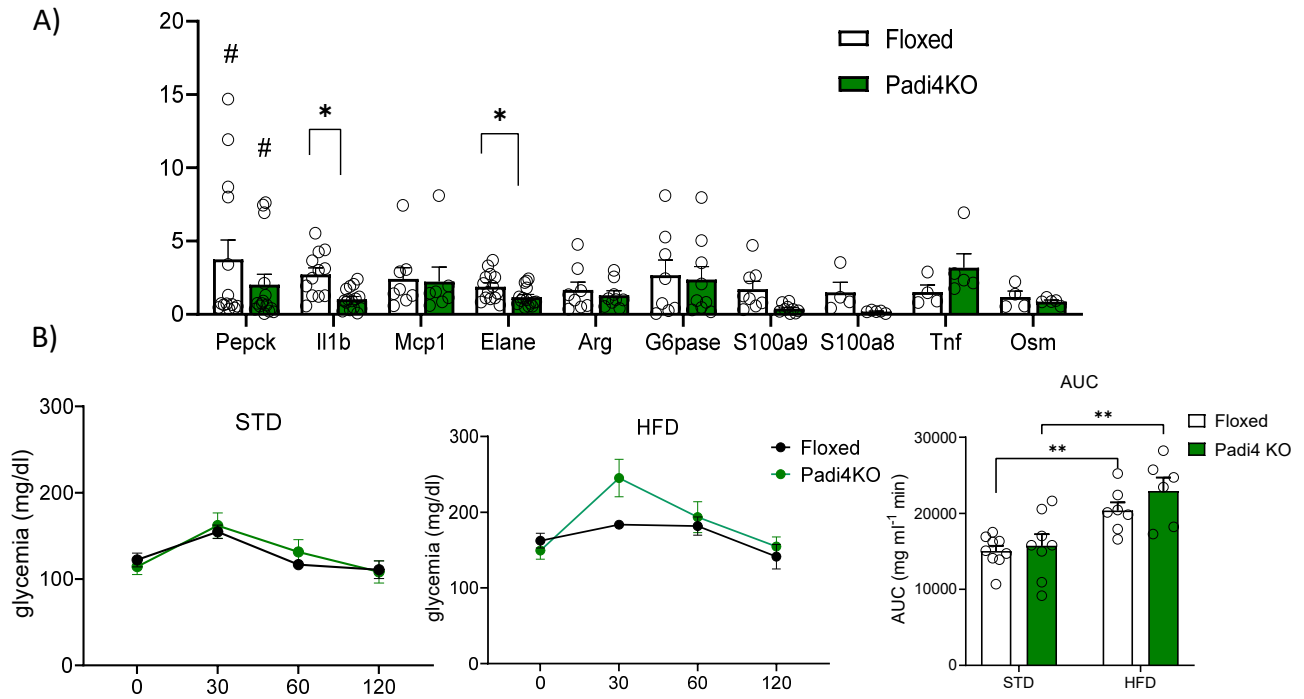 A)
20
15
10
5
0
#
#
*
*
Floxed
Padi4KO
Pepck Il1b Mcp1 Elane Arg G6pase S100a9 S100a8 Tnf Osm
B)
STD
glycemia (mg/dl)
300
200
100
0
0 30 60 120
HFD
glycemia (mg/dl)
300
200
100
0
0 30 60 120
Floxed
Padi4KO
AUC
AUC (mg ml-1 min)
30000
20000
10000
0
**
**
STD HFD
Floxed
Padi4 KO